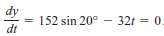 dy/dt = 152 sin 20° − 32t = 0.